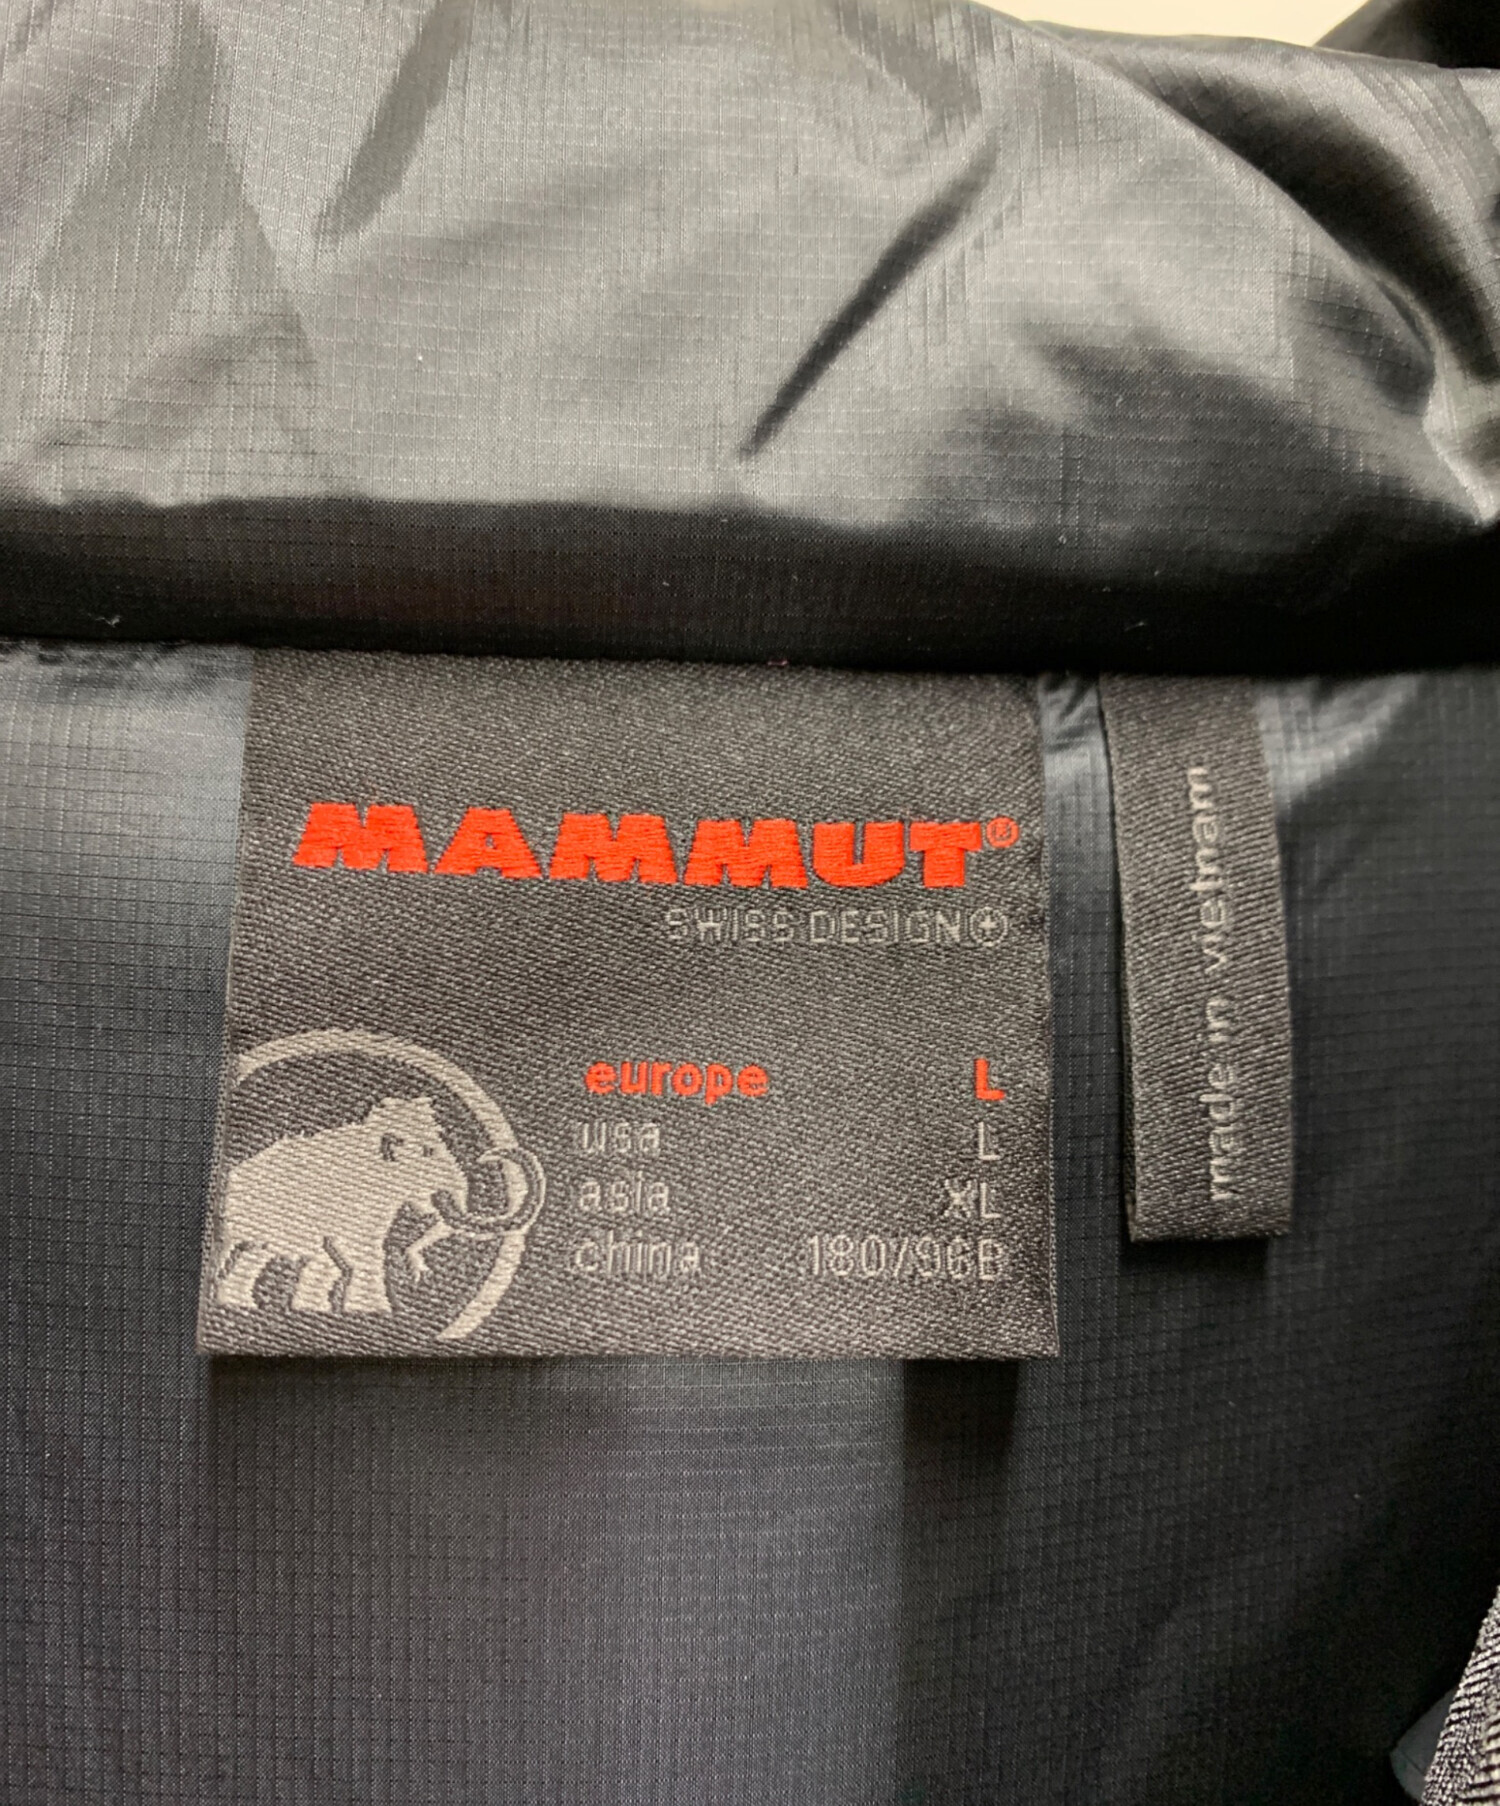 MAMMUT®
SWISS DESIGN
europe L
usa L
asia XL
china 180/96B
made in vietnam